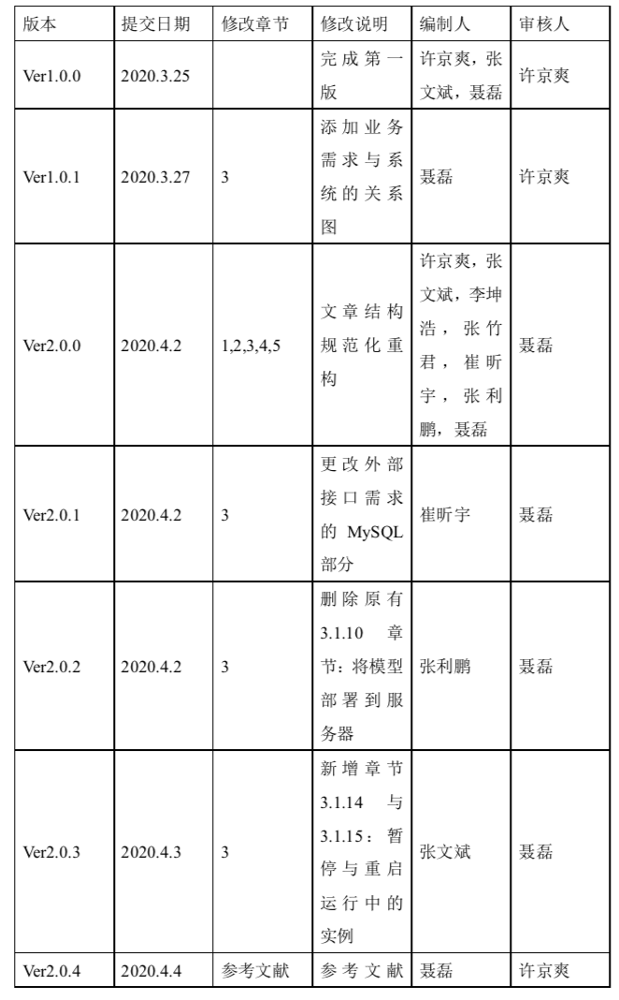 版本 提交日期 修改章节 修改说明 编制人 审核人
Ver1.0.0 2020.3.25 完成第一版 许京爽，张文斌，聂磊 许京爽
Ver1.0.1 2020.3.27 3 添加业务需求与系统的关系图 聂磊 许京爽
Ver2.0.0 2020.4.2 1,2,3,4,5 文章结构规范化重构 许京爽，张文斌，李坤浩，张竹君，崔昕宇，张利鹏，聂磊 聂磊
Ver2.0.1 2020.4.2 3 更改外部接口需求的 MySQL 部分 崔昕宇 聂磊
Ver2.0.2 2020.4.2 3 删除原有 3.1.10 章节：将模型部署到服务器 张利鹏 聂磊
Ver2.0.3 2020.4.3 3 新增章节 3.1.14 与 3.1.15：暂停与重启运行中的实例 张文斌 聂磊
Ver2.0.4 2020.4.4 参考文献 参考文献 聂磊 许京爽